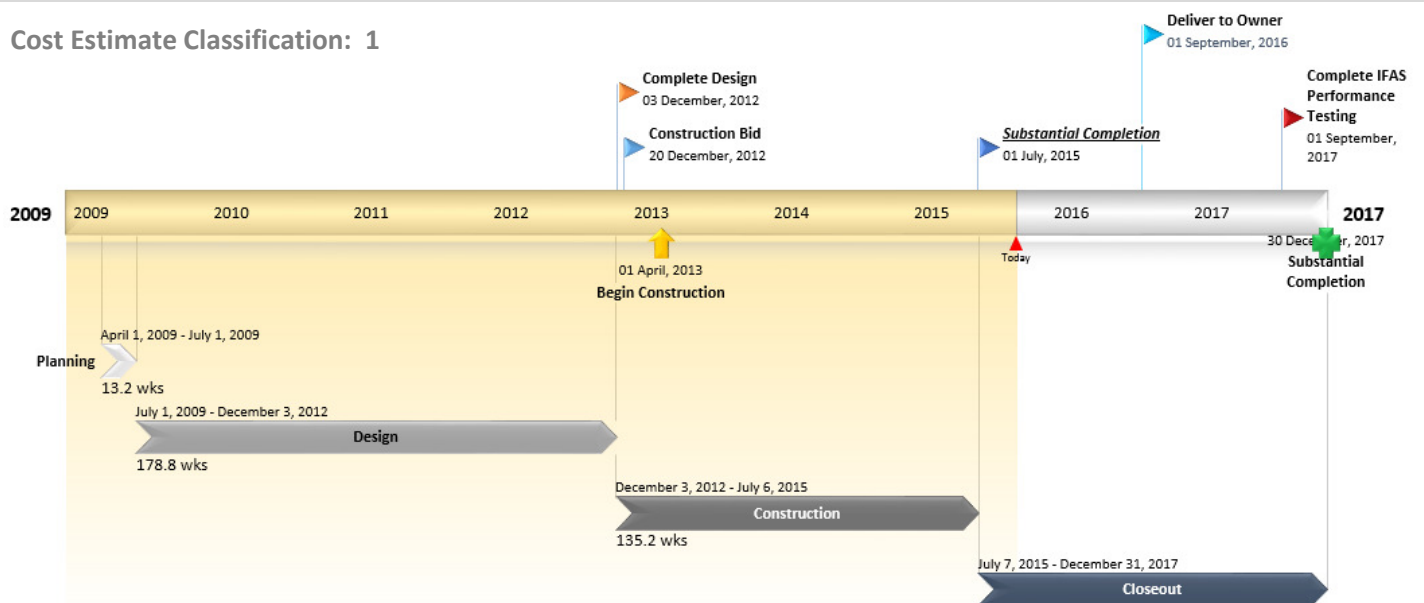 Cost Estimate Classification: 1
Deliver to Owner
01 September, 2016
Complete Design
03 December, 2012
Complete IFAS
Performance
Testing
01 September,
2017
Construction Bid
20 December, 2012
Substantial Completion
01 July, 2015
2009 2009 2010 2011 2012 2013 2014 2015 2016 2017 2017
01 April, 2013
Begin Construction
Today
30 December, 2017
Substantial
Completion
April 1, 2009 - July 1, 2009
Planning
13.2 wks
July 1, 2009 - December 3, 2012
Design
178.8 wks
December 3, 2012 - July 6, 2015
Construction
135.2 wks
July 7, 2015 - December 31, 2017
Closeout